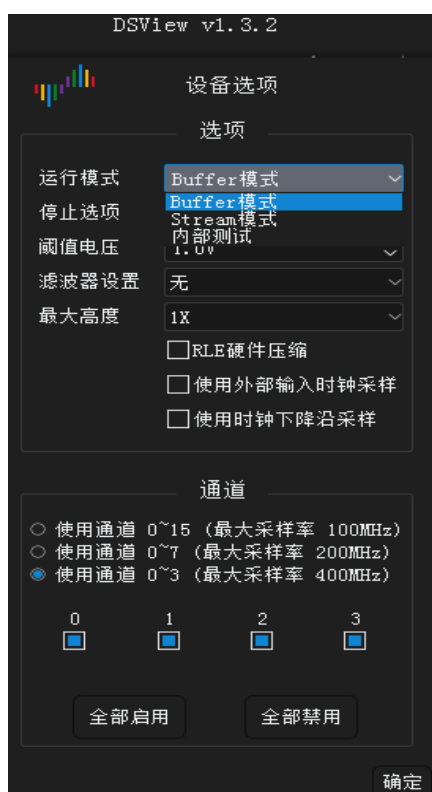 DSView v1.3.2
设备选项
选项
运行模式 Buffer模式
Buffer模式
停止选项 Stream模式
内部测试
阈值电压 1.0V
滤波器设置 无
最大高度 1X
RLE硬件压缩
使用外部输入时钟采样
使用时钟下降沿采样
通道
使用通道 0~15 (最大采样率 100MHz)
使用通道 0~7 (最大采样率 200MHz)
使用通道 0~3 (最大采样率 400MHz)
0 1 2 3
全部启用 全部禁用
确定